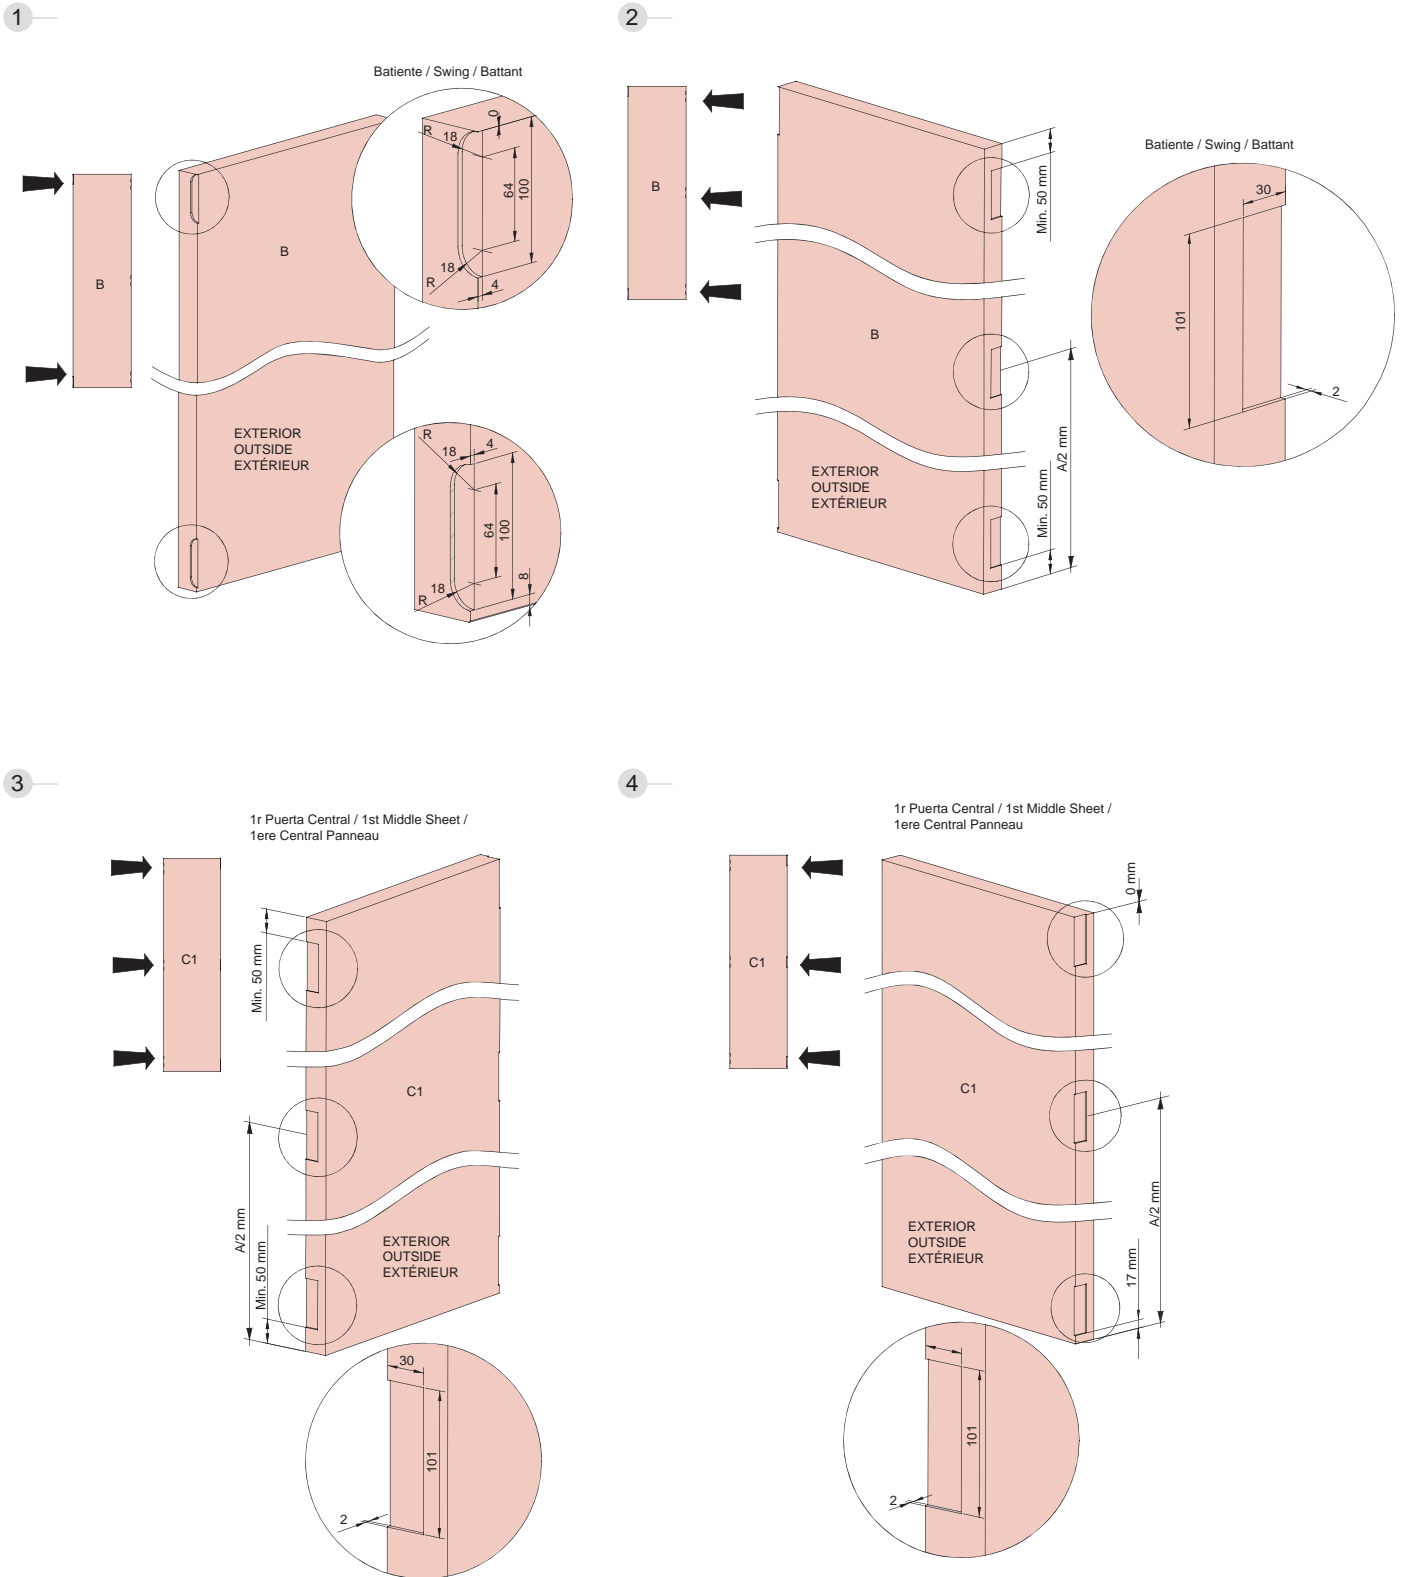 1
Batiente / Swing / Battant
R
18
0
64
100
18
R
4
B
B
EXTERIOR
OUTSIDE
EXTÉRIEUR
R
18
4
64
100
18
R
8
2
B
Min. 50 mm
B
A/2 mm
Min. 50 mm
EXTERIOR
OUTSIDE
EXTÉRIEUR
Batiente / Swing / Battant
30
101
2
3
1r Puerta Central / 1st Middle Sheet /
1ere Central Panneau
C1
Min. 50 mm
C1
A/2 mm
Min. 50 mm
EXTERIOR
OUTSIDE
EXTÉRIEUR
30
101
2
4
1r Puerta Central / 1st Middle Sheet /
1ere Central Panneau
C1
0 mm
C1
A/2 mm
17 mm
EXTERIOR
OUTSIDE
EXTÉRIEUR
101
2